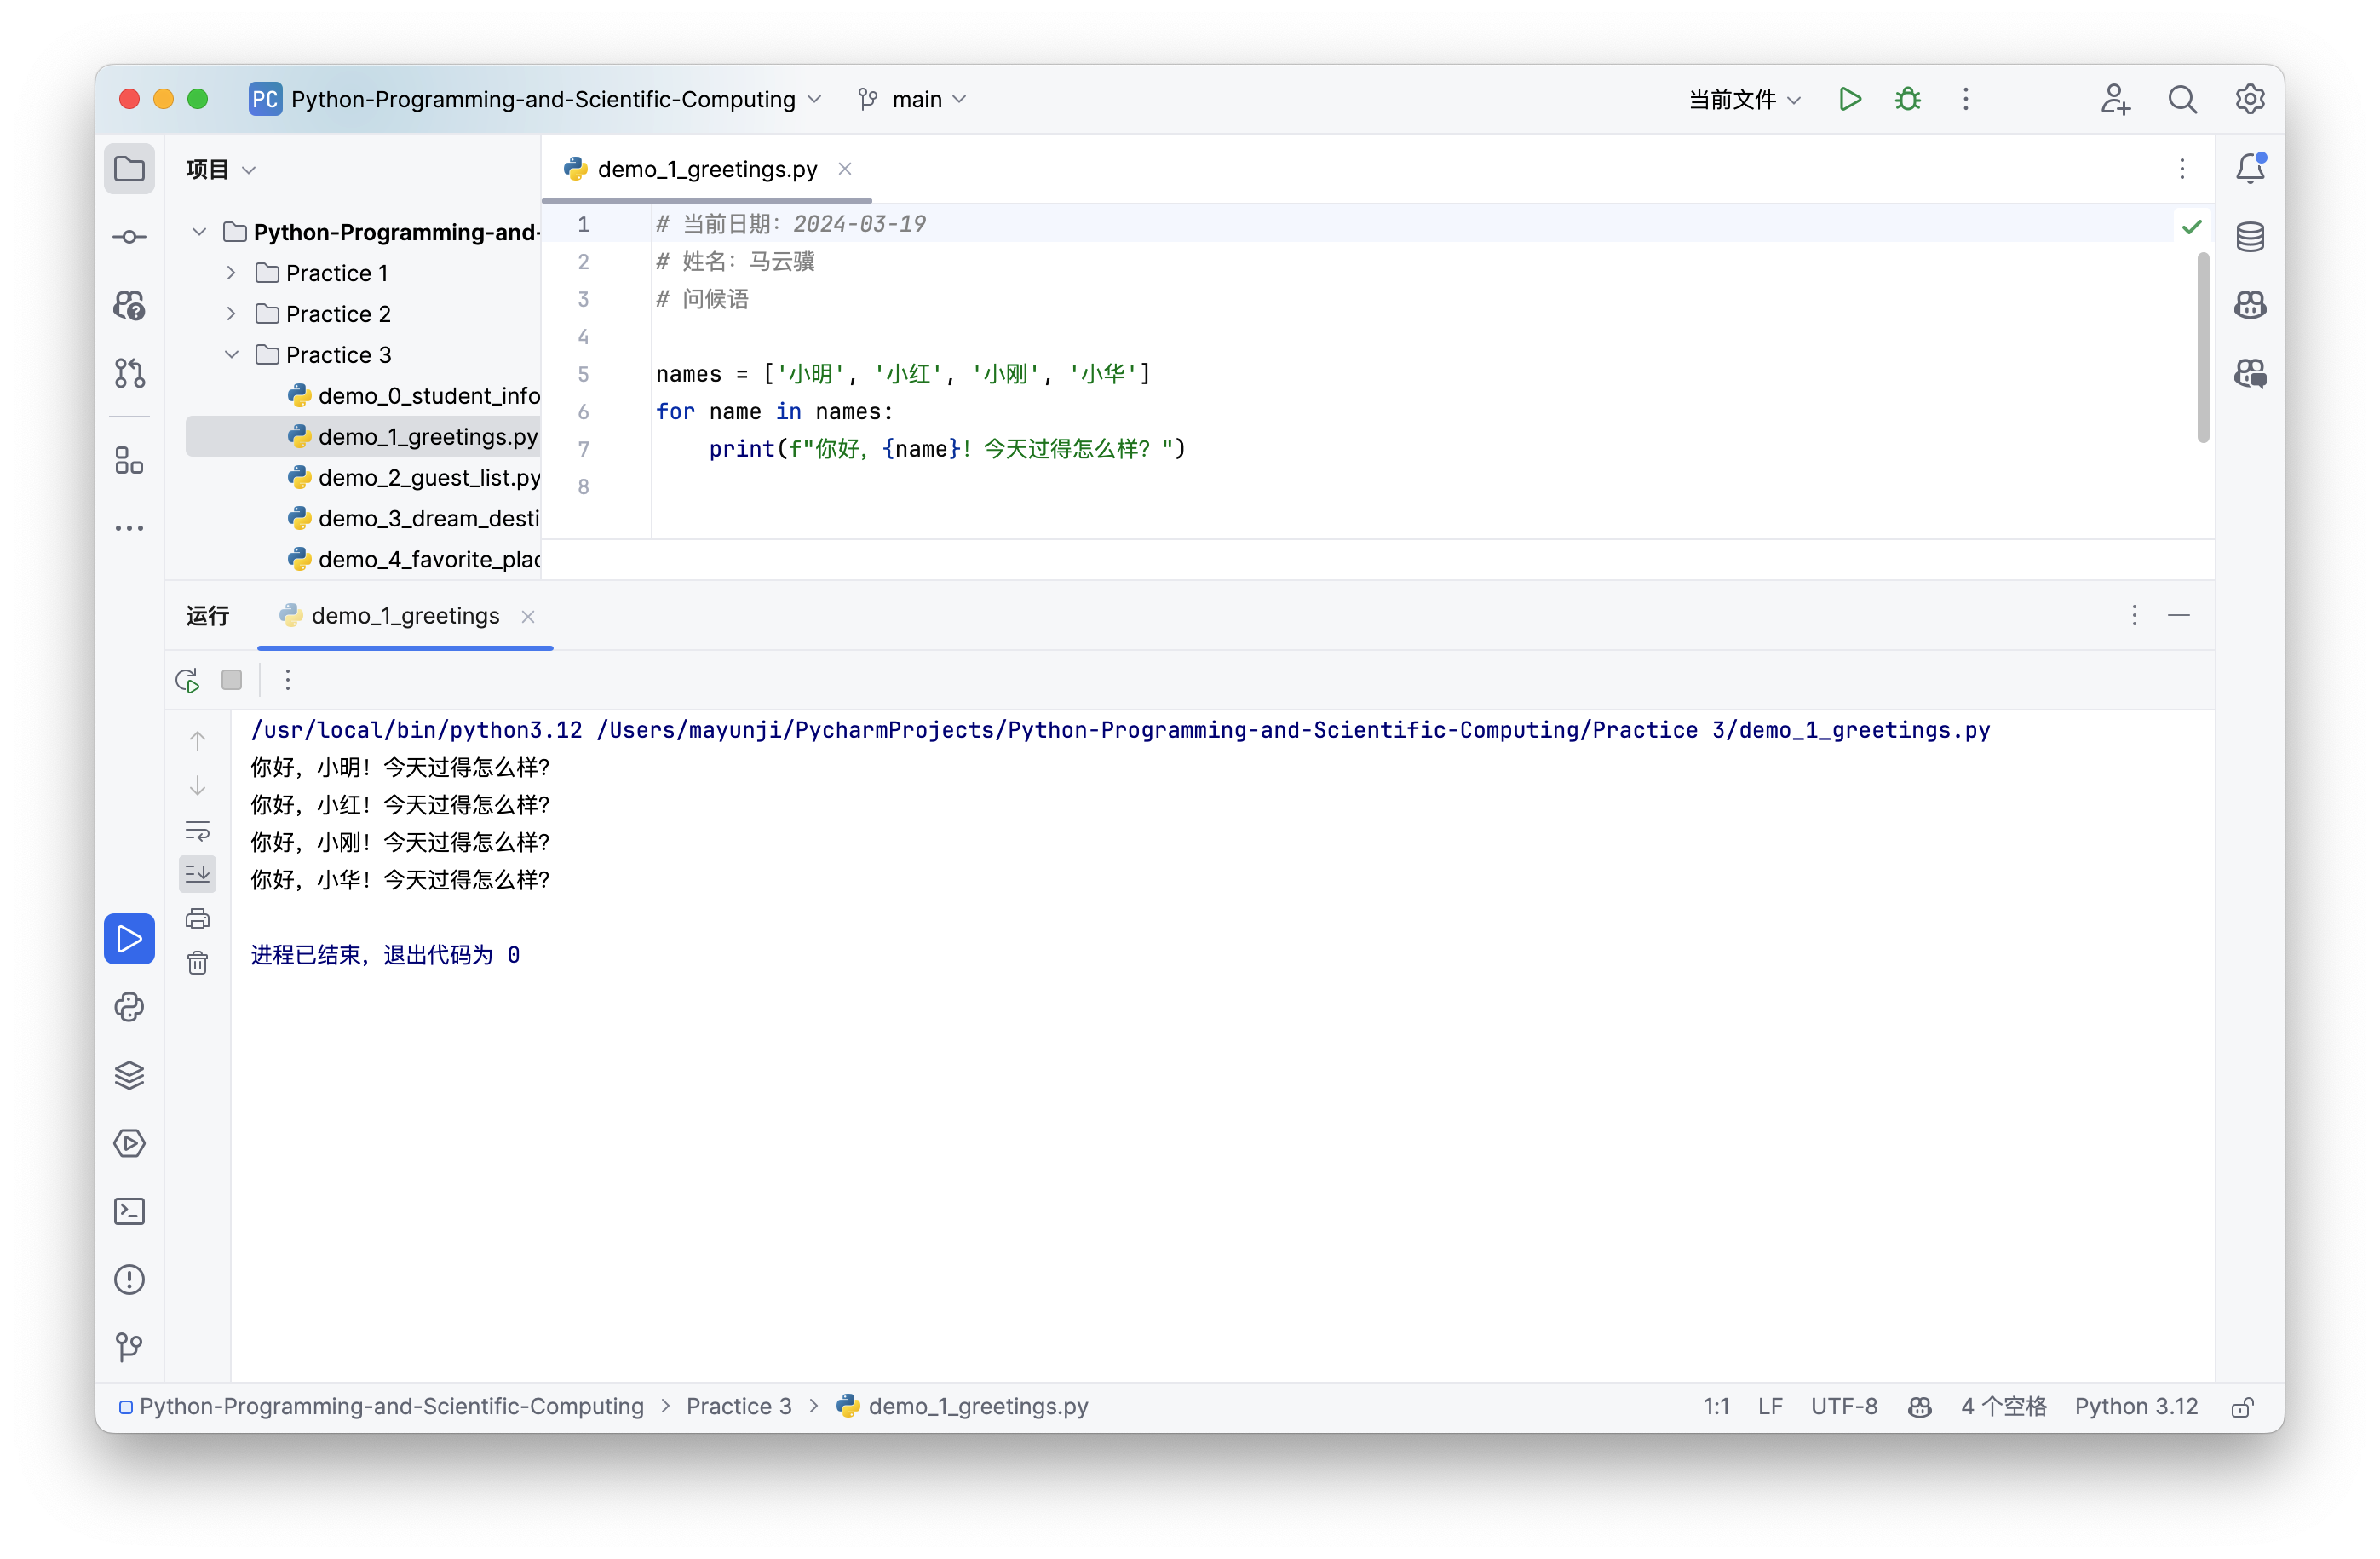 PC Python-Programming-and-Scientific-Computing main 当前文件
项目
demo_1_greetings.py
Python-Programming-and-
Practice 1
Practice 2
Practice 3
demo_0_student_info
demo_1_greetings.py
demo_2_guest_list.py
demo_3_dream_desti
demo_4_favorite_plac
1 # 当前日期：2024-03-19
2 # 姓名：马云骥
3 # 问候语
4
5 names = ['小明', '小红', '小刚', '小华']
6 for name in names:
7 print(f"你好，{name}！今天过得怎么样？")
8
运行 demo_1_greetings
/usr/local/bin/python3.12 /Users/mayunji/PycharmProjects/Python-Programming-and-Scientific-Computing/Practice 3/demo_1_greetings.py
你好，小明！今天过得怎么样？
你好，小红！今天过得怎么样？
你好，小刚！今天过得怎么样？
你好，小华！今天过得怎么样？
进程已结束，退出代码为 0
Python-Programming-and-Scientific-Computing > Practice 3 > demo_1_greetings.py 1:1 LF UTF-8 4 个空格 Python 3.12